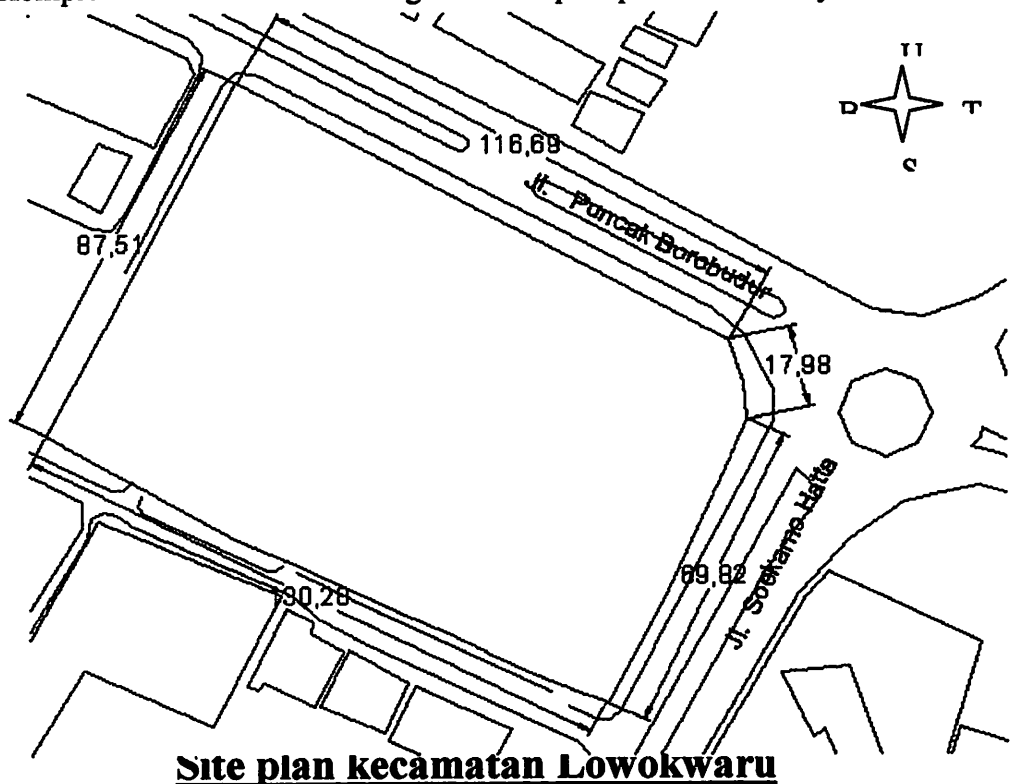 U
B T
S
116,69
Jl. Puncak Borobudur
87,51
17,98
Jl. Soekarno Hatta
69,82
130,28
Site plan kecamatan Lowokwaru